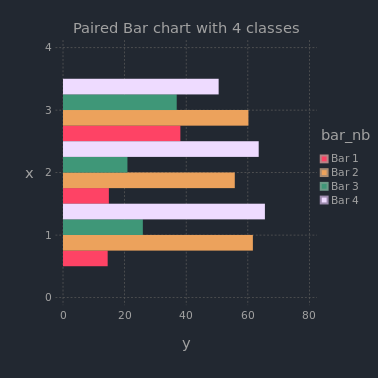 Paired Bar chart with 4 classes
4
3
2
1
0
x
0 20 40 60 80
y
bar_nb
Bar 1
Bar 2
Bar 3
Bar 4